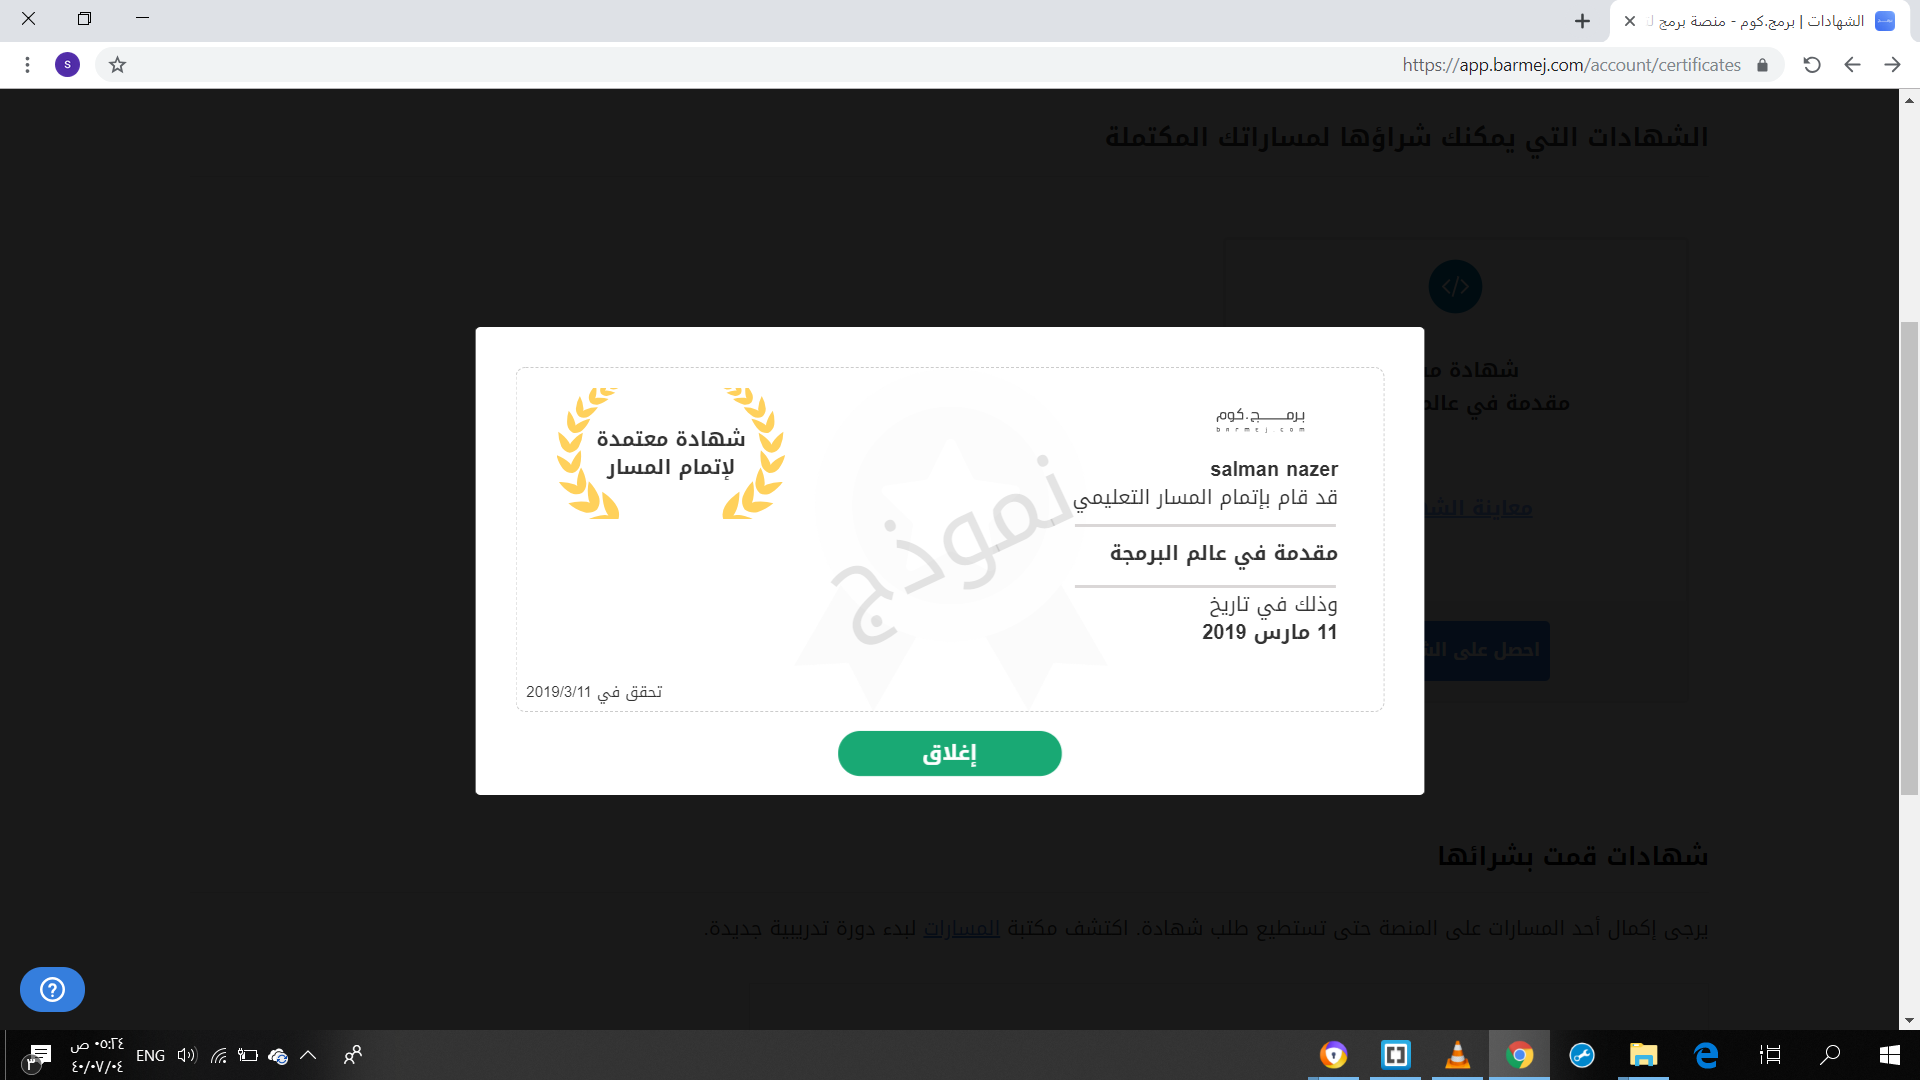 الشهادات | برمج.كوم - منصة برمج
https://app.barmej.com/account/certificates
الشهادات التي يمكنك شراؤها لمساراتك المكتملة
شهادة
مقدمة في
معاينة
احصل على
برمج.كوم
barmej.com
شهادة معتمدة
لإتمام المسار
salman nazer
قد قام بإتمام المسار التعليمي
مقدمة في عالم البرمجة
وذلك في تاريخ
11 مارس 2019
نموذج
تحقق في 2019/3/11
إغلاق
شهادات قمت بشرائها
يرجى إكمال أحد المسارات على المنصة حتى تستطيع طلب شهادة. اكتشف مكتبة المسارات لبدء دورة تدريبية جديدة.
ENG
٠٥:٢٤ ص
٤٠/٠٧/٠٤
٣